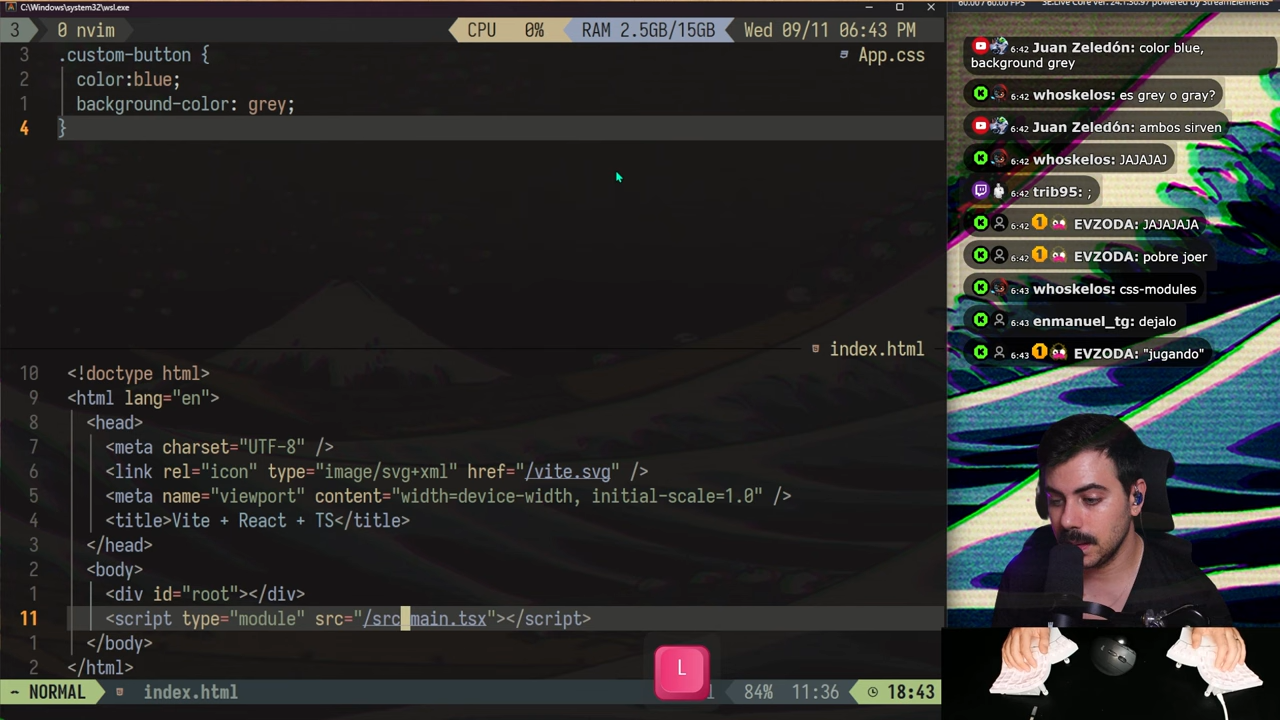 C:\Windows\system32\wsl.exe
3 0 nvim CPU 0% RAM 2.5GB/15GB Wed 09/11 06:43 PM
3 .custom-button { App.css
2 color:blue;
1 background-color: grey;
4 }
index.html
10 <!doctype html>
9 <html lang="en">
8 <head>
7 <meta charset="UTF-8" />
6 <link rel="icon" type="image/svg+xml" href="/vite.svg" />
5 <meta name="viewport" content="width=device-width, initial-scale=1.0" />
4 <title>Vite + React + TS</title>
3 </head>
2 <body>
1 <div id="root"></div>
11 <script type="module" src="/src/main.tsx"></script>
1 </body>
2 </html>
NORMAL index.html 84% 11:36 18:43
L
6:42 Juan Zeledón: color blue,
background grey
6:42 whoskelos: es grey o gray?
6:42 Juan Zeledón: ambos sirven
6:42 whoskelos: JAJAJAJ
6:42 trib95: ;
6:42 1 EVZODA: JAJAJAJA
6:42 1 EVZODA: pobre joer
6:43 whoskelos: css-modules
6:43 enmanuel_tg: dejalo
6:43 1 EVZODA: "jugando"